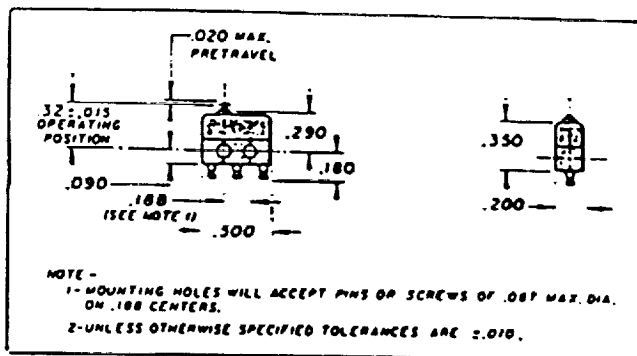 .020 MAX.
PRETRAVEL
.32 ±.015
OPERATING
POSITION
.290
.180
.090
.188
(SEE NOTE 1)
.500
.350
.200
NOTE -
1- MOUNTING HOLES WILL ACCEPT PINS OR SCREWS OF .087 MAX. DIA.
ON .188 CENTERS.
2-UNLESS OTHERWISE SPECIFIED TOLERANCES ARE ±.010.